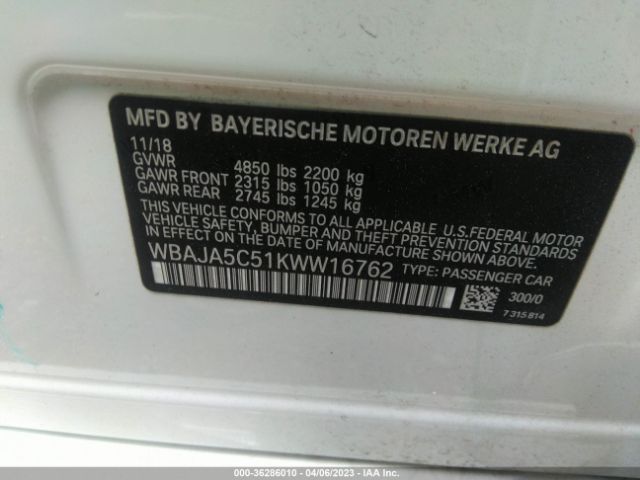 MFD BY BAYERISCHE MOTOREN WERKE AG
11/18
GVWR 4850 lbs 2200 kg
GAWR FRONT 2315 lbs 1050 kg
GAWR REAR 2745 lbs 1245 kg
THIS VEHICLE CONFORMS TO ALL APPLICABLE U.S.FEDERAL MOTOR
VEHICLE SAFETY, BUMPER AND THEFT PREVENTION STANDARDS
IN EFFECT ON THE DATE OF MANUFACTURE SHOWN ABOVE.
WBAJA5C51KWW16762 TYPE: PASSENGER CAR
300/0
7 315 814
000-36286010 - 04/06/2023 - IAAI.COM